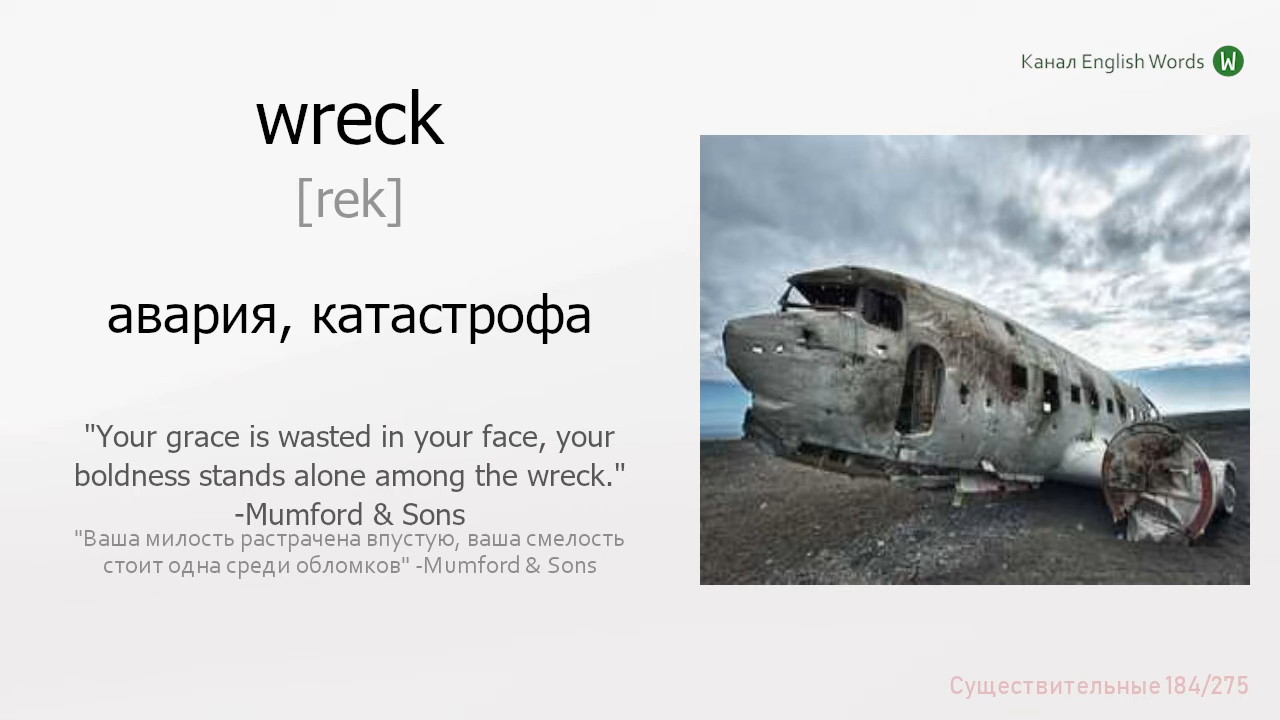 Канал English Words W
wreck
[rek]
авария, катастрофа
"Your grace is wasted in your face, your
boldness stands alone among the wreck."
-Mumford & Sons
"Ваша милость растрачена впустую, ваша смелость
стоит одна среди обломков" -Mumford & Sons
Существительные 184/275